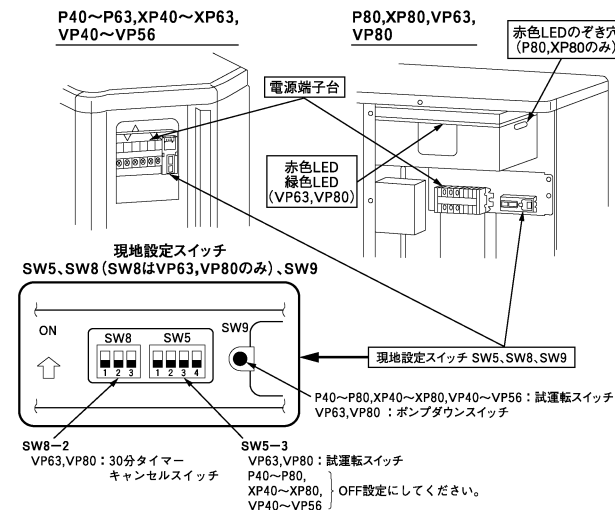 P40～P63,XP40～XP63,
VP40～VP56
P80,XP80,VP63,
VP80
赤色LEDのぞき穴
(P80,XP80のみ)
電源端子台
赤色LED
緑色LED
(VP63,VP80)
現地設定スイッチ
SW5、SW8(SW8はVP63,VP80のみ)、SW9
ON
SW8
SW5
SW9
1 2 3
1 2 3 4
現地設定スイッチ SW5、SW8、SW9
P40～P80,XP40～XP80,VP40～VP56：試運転スイッチ
VP63,VP80：ポンプダウンスイッチ
SW8－2
VP63,VP80：30分タイマー
キャンセルスイッチ
SW5－3
VP63,VP80：試運転スイッチ
P40～P80,
XP40～XP80,
VP40～VP56
OFF設定にしてください。